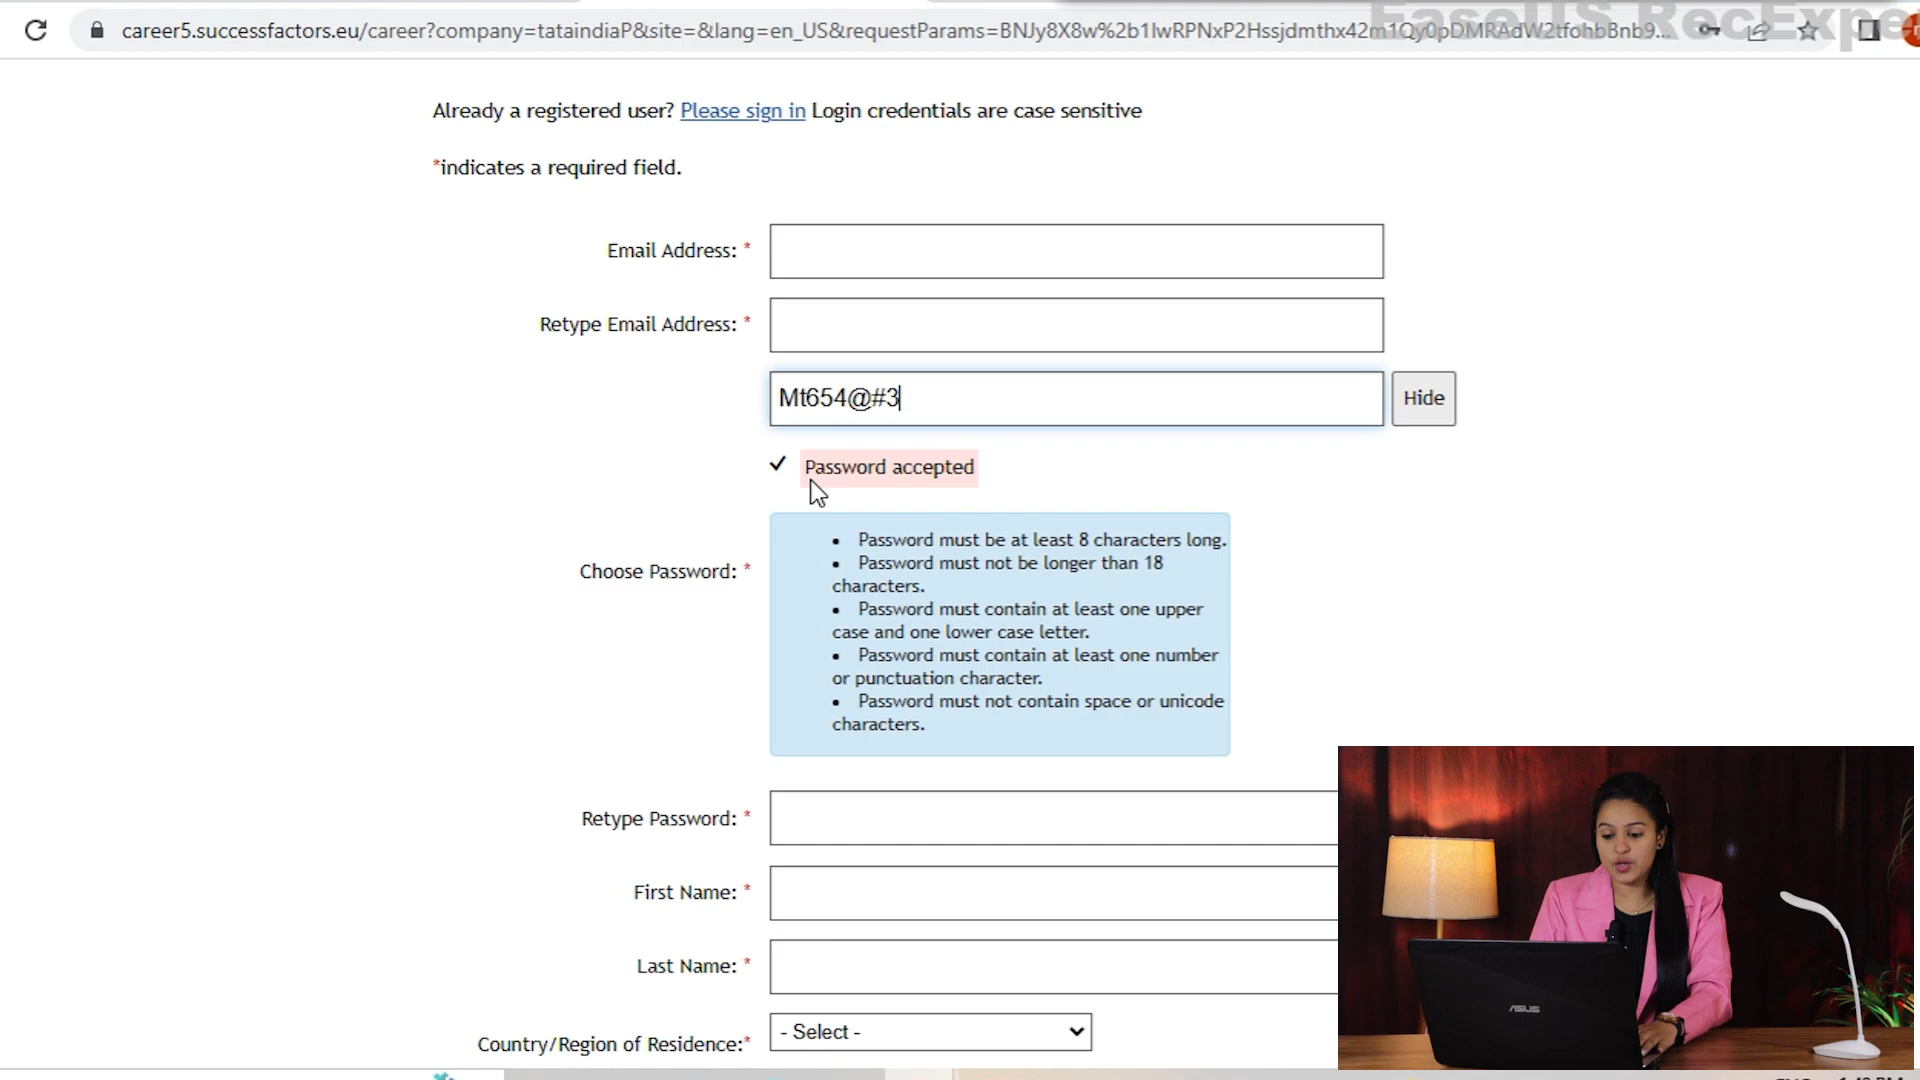 career5.successfactors.eu/career?company=tataindiaP&site=&lang=en_US&requestParams=BNJy8X8w%2b1lwRPNxP2Hssjdmthx42m1Qy0pDMRAdW2tfohbBnb9...
EaseUS RecExpe
Already a registered user? Please sign in Login credentials are case sensitive
*indicates a required field.
Email Address: *
Retype Email Address: *
Mt654@#3
Hide
Password accepted
Choose Password: *
• Password must be at least 8 characters long.
• Password must not be longer than 18
characters.
• Password must contain at least one upper
case and one lower case letter.
• Password must contain at least one number
or punctuation character.
• Password must not contain space or unicode
characters.
Retype Password: *
First Name: *
Last Name: *
Country/Region of Residence:*
- Select -
ASUS